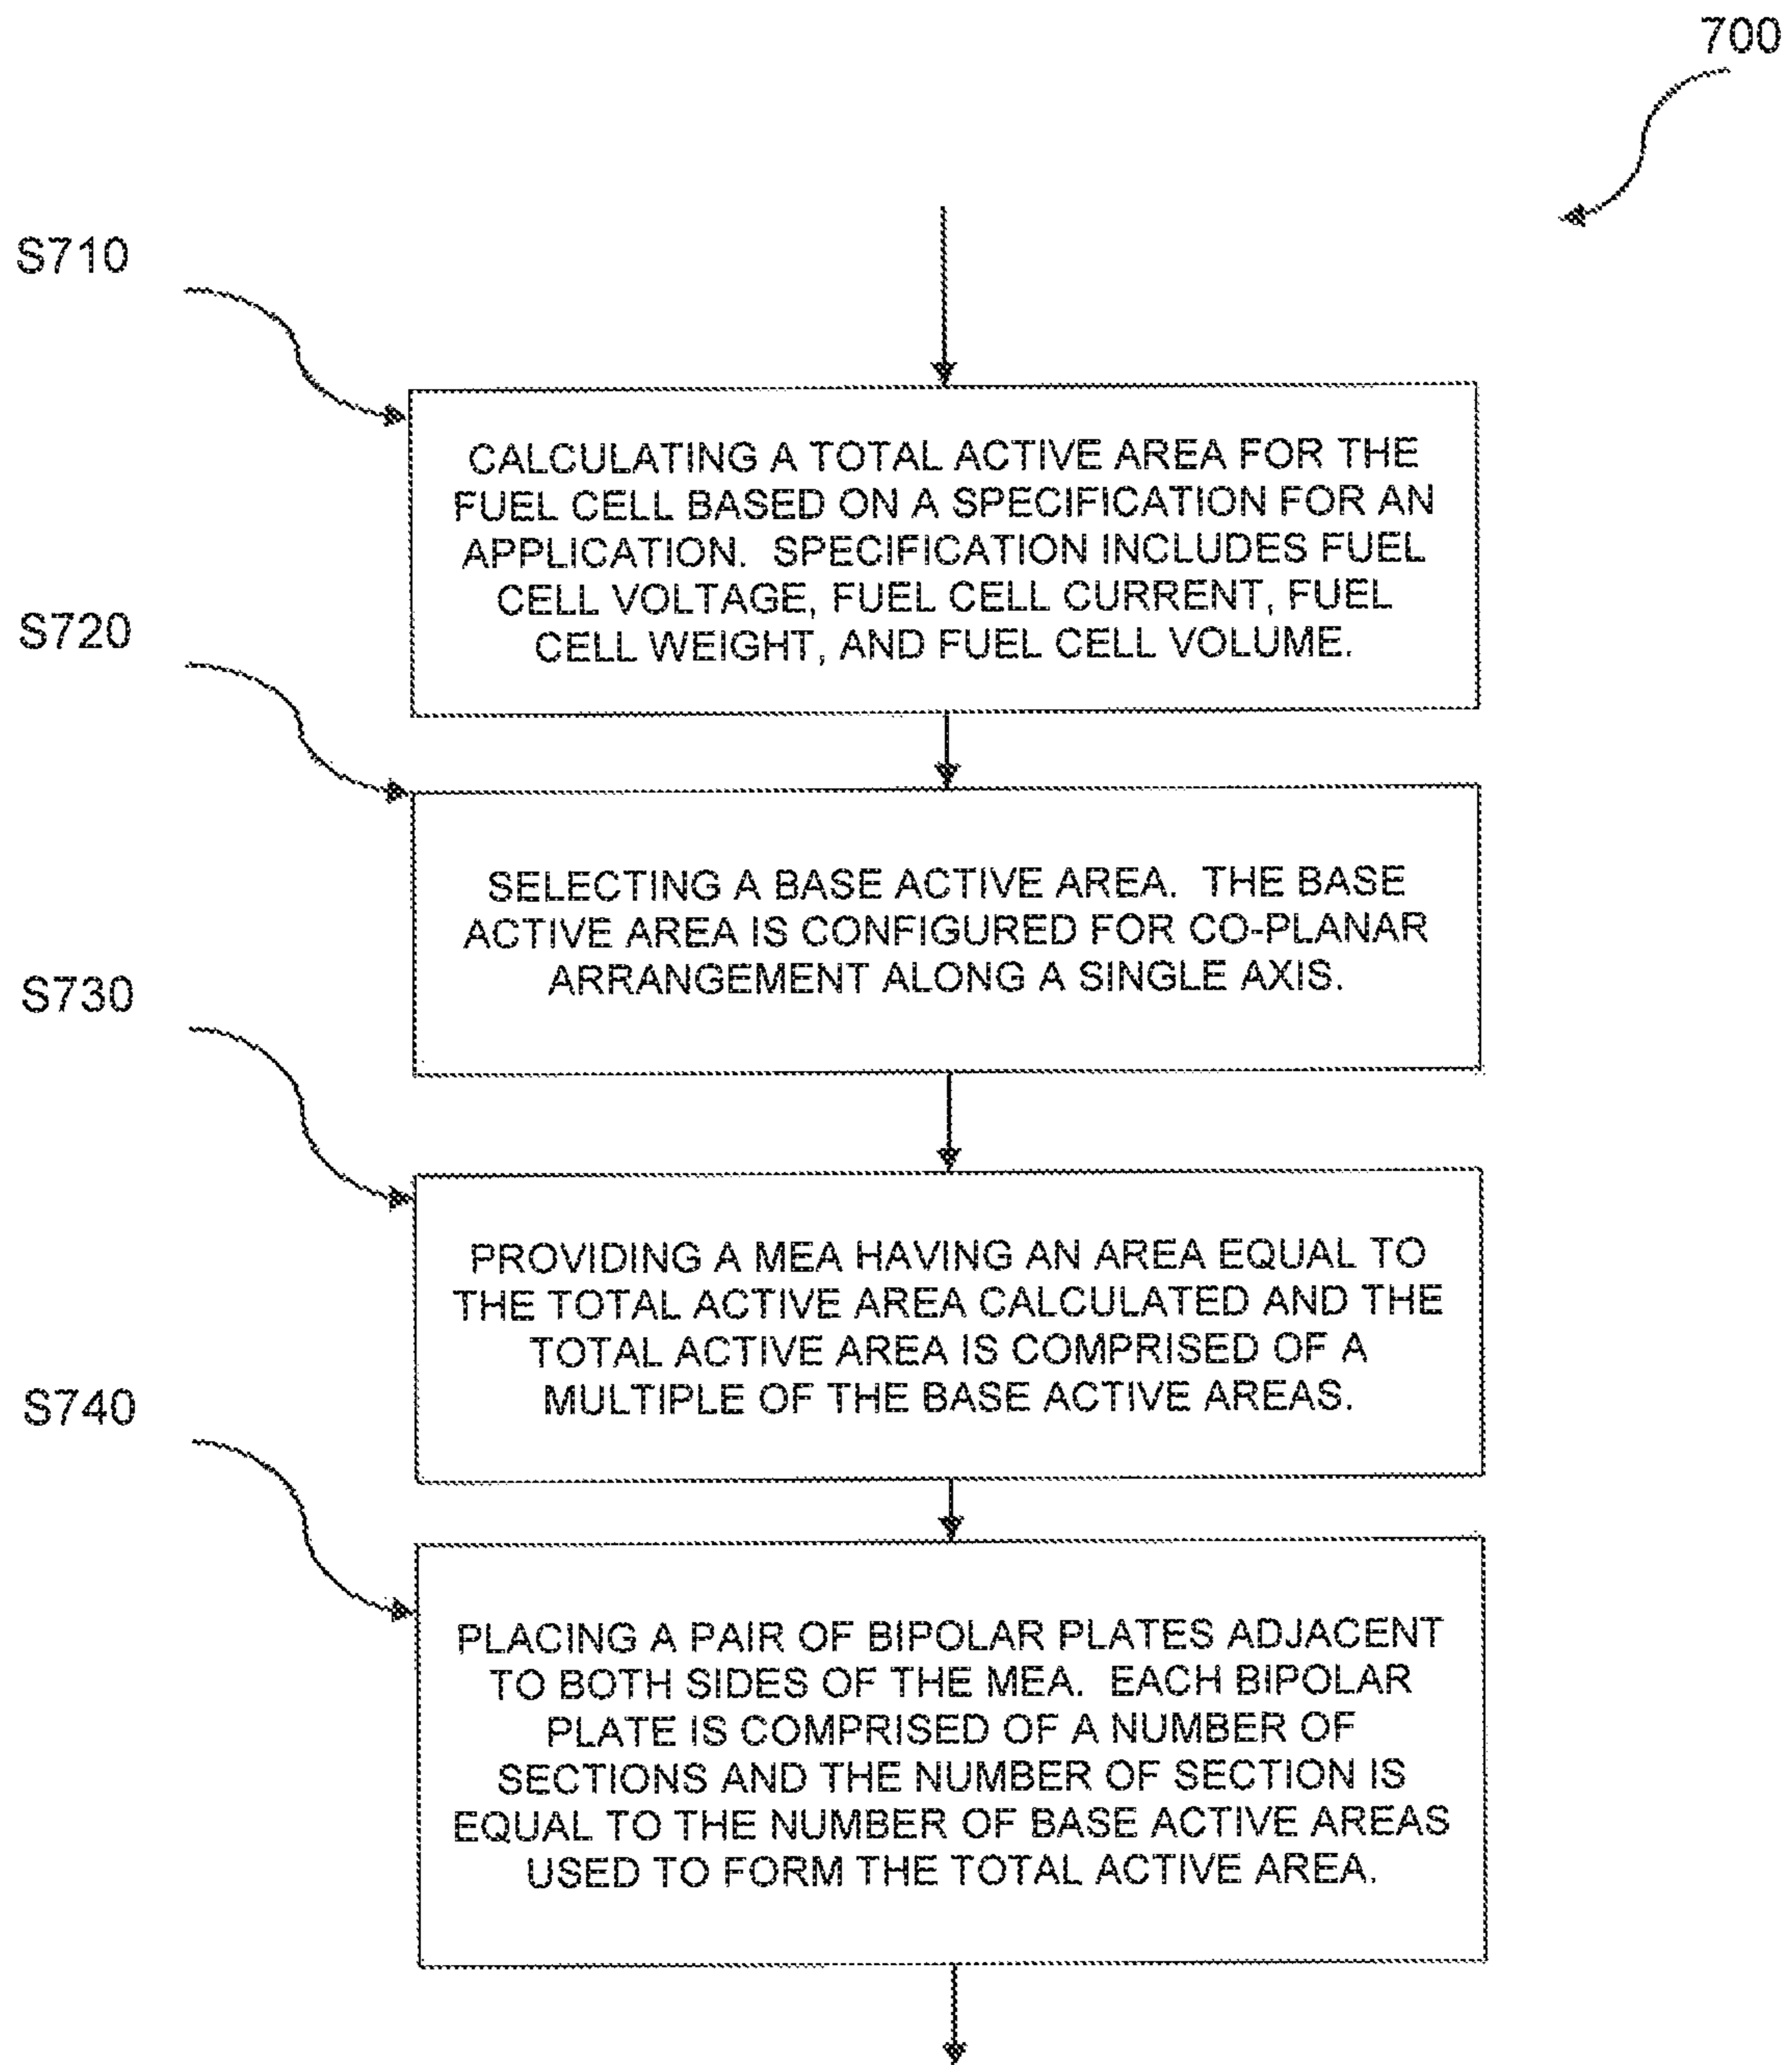 700
S710
CALCULATING A TOTAL ACTIVE AREA FOR THE
FUEL CELL BASED ON A SPECIFICATION FOR AN
APPLICATION. SPECIFICATION INCLUDES FUEL
CELL VOLTAGE, FUEL CELL CURRENT, FUEL
CELL WEIGHT, AND FUEL CELL VOLUME.
S720
SELECTING A BASE ACTIVE AREA. THE BASE
ACTIVE AREA IS CONFIGURED FOR CO-PLANAR
ARRANGEMENT ALONG A SINGLE AXIS.
S730
PROVIDING A MEA HAVING AN AREA EQUAL TO
THE TOTAL ACTIVE AREA CALCULATED AND THE
TOTAL ACTIVE AREA IS COMPRISED OF A
MULTIPLE OF THE BASE ACTIVE AREAS.
S740
PLACING A PAIR OF BIPOLAR PLATES ADJACENT
TO BOTH SIDES OF THE MEA. EACH BIPOLAR
PLATE IS COMPRISED OF A NUMBER OF
SECTIONS AND THE NUMBER OF SECTION IS
EQUAL TO THE NUMBER OF BASE ACTIVE AREAS
USED TO FORM THE TOTAL ACTIVE AREA.